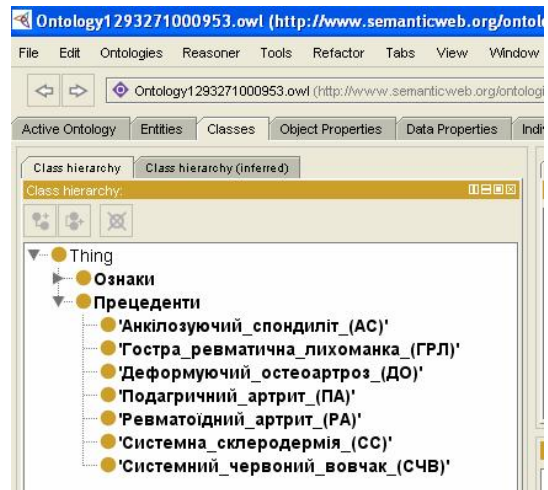 Ontology1293271000953.owl (http://www.semanticweb.org/ontolo
File Edit Ontologies Reasoner Tools Refactor Tabs View Window
Ontology1293271000953.owl (http://www.semanticweb.org/ontologi
Active Ontology Entities Classes Object Properties Data Properties Indi
Class hierarchy Class hierarchy (inferred)
Class hierarchy:
Thing
Ознаки
Прецеденти
'Анкілозуючий_спондиліт_(АС)'
'Гостра_ревматична_лихоманка_(ГРЛ)'
'Деформуючий_остеоартроз_(ДО)'
'Подагричний_артрит_(ПА)'
'Ревматоїдний_артрит_(РА)'
'Системна_склеродермія_(СС)'
'Системний_червоний_вовчак_(СЧВ)'